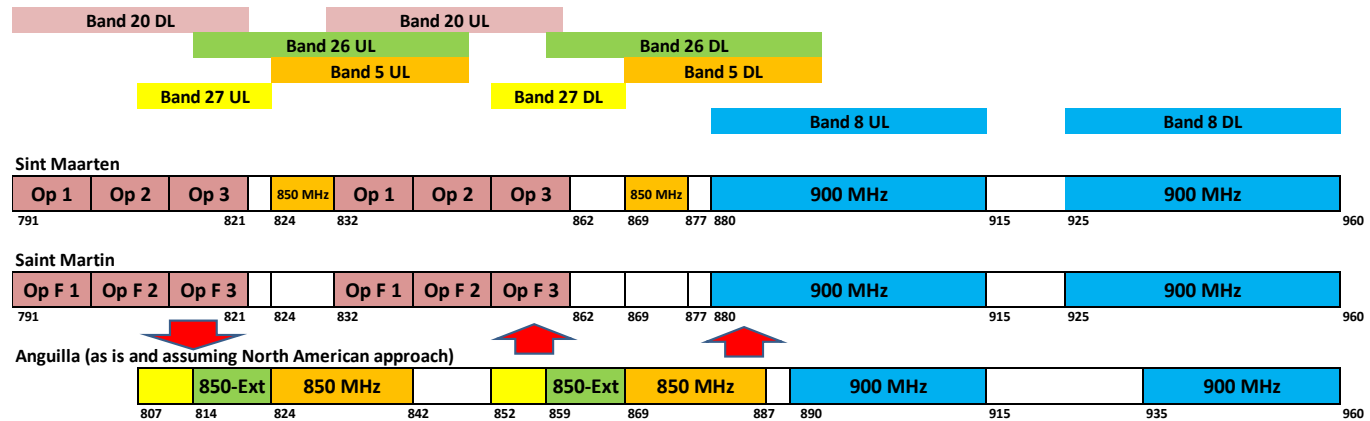 Band 20 DL Band 20 UL
Band 26 UL Band 26 DL
Band 5 UL Band 5 DL
Band 27 UL Band 27 DL
Band 8 UL Band 8 DL
Sint Maarten
Op 1 Op 2 Op 3 850 MHz Op 1 Op 2 Op 3 850 MHz 900 MHz 900 MHz
791 821 824 832 862 869 877 880 915 925 960
Saint Martin
Op F 1 Op F 2 Op F 3 Op F 1 Op F 2 Op F 3 900 MHz 900 MHz
791 821 824 832 862 869 877 880 915 925 960
Anguilla (as is and assuming North American approach)
850-Ext 850 MHz 850-Ext 850 MHz 900 MHz 900 MHz
807 814 824 842 852 859 869 887 890 915 935 960